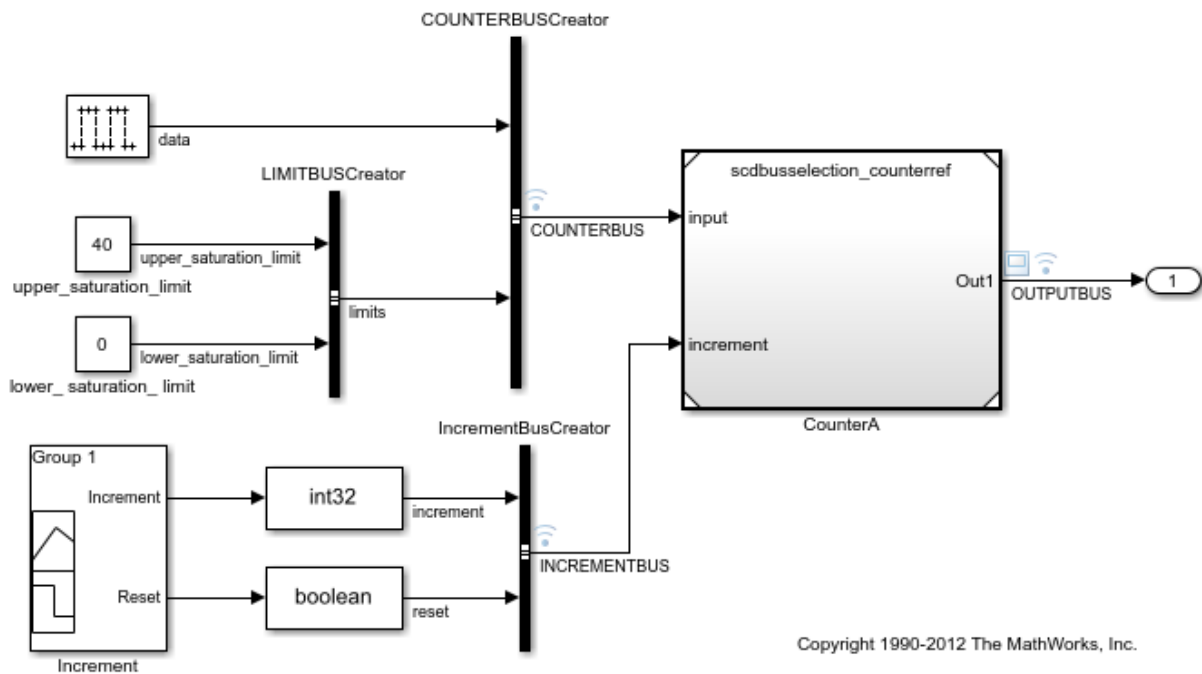 COUNTERBUSCreator
data
LIMITBUSCreator
scdbusselection_counterref
input
COUNTERBUS
40
upper_saturation_limit
upper_saturation_limit
Out1
OUTPUTBUS
1
limits
0
lower_saturation_limit
lower_ saturation_ limit
increment
CounterA
IncrementBusCreator
Group 1
Increment
int32
increment
INCREMENTBUS
Reset
boolean
reset
Increment
Copyright 1990-2012 The MathWorks, Inc.